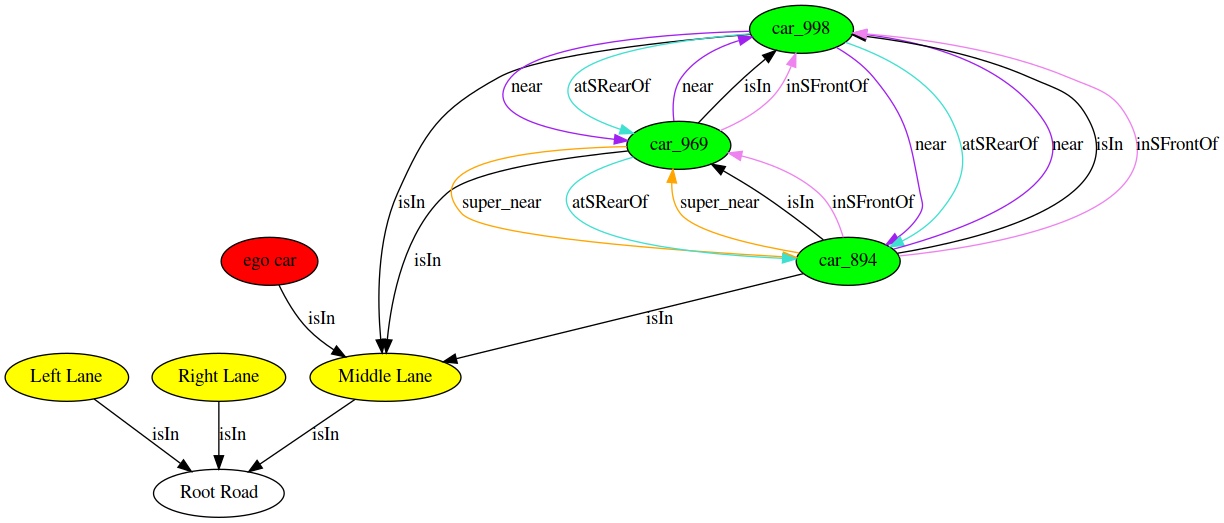 car_998
near
atSRearOf
near
isIn
inSFrontOf
car_969
near
atSRearOf
near
isIn
inSFrontOf
isIn
super_near
atSRearOf
super_near
isIn
inSFrontOf
ego car
isIn
car_894
isIn
isIn
Left Lane
Right Lane
Middle Lane
isIn
isIn
isIn
Root Road